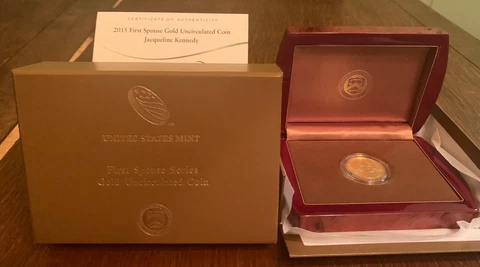 CERTIFICATE OF AUTHENTICITY
2015 First Spouse Gold Uncirculated Coin
Jacqueline Kennedy
UNITED STATES MINT
First Spouse Series
Gold Uncirculated Coin